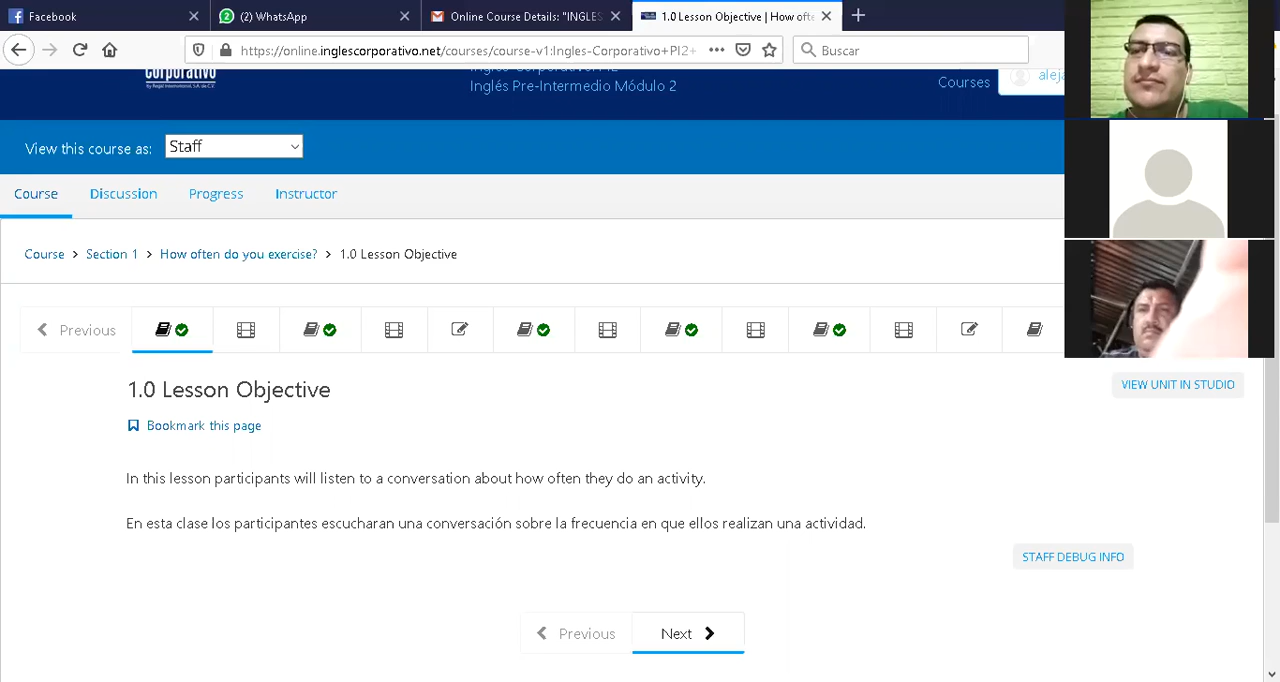 Facebook
(2) WhatsApp
Online Course Details: "INGLES
1.0 Lesson Objective | How ofte
https://online.inglescorporativo.net/courses/course-v1:Ingles-Corporativo+PI2+
Buscar
Corporativo
by Regal International, S.A. de C.V.
Inglés Pre-Intermedio Módulo 2
Courses
aleja
View this course as:
Staff
Course
Discussion
Progress
Instructor
Course > Section 1 > How often do you exercise? > 1.0 Lesson Objective
Previous
1.0 Lesson Objective
VIEW UNIT IN STUDIO
Bookmark this page
In this lesson participants will listen to a conversation about how often they do an activity.
En esta clase los participantes escucharan una conversación sobre la frecuencia en que ellos realizan una actividad.
STAFF DEBUG INFO
Previous
Next